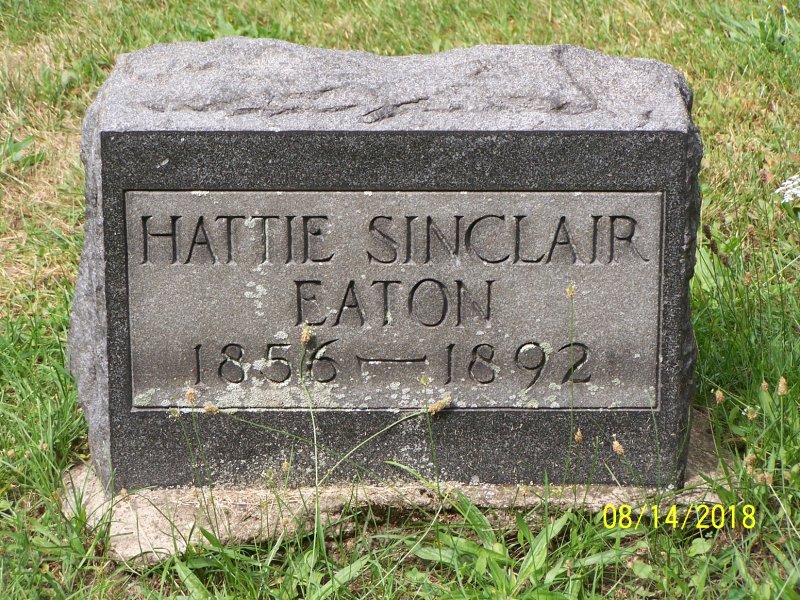 HATTIE SINCLAIR
EATON
1856—1892
08/14/2018